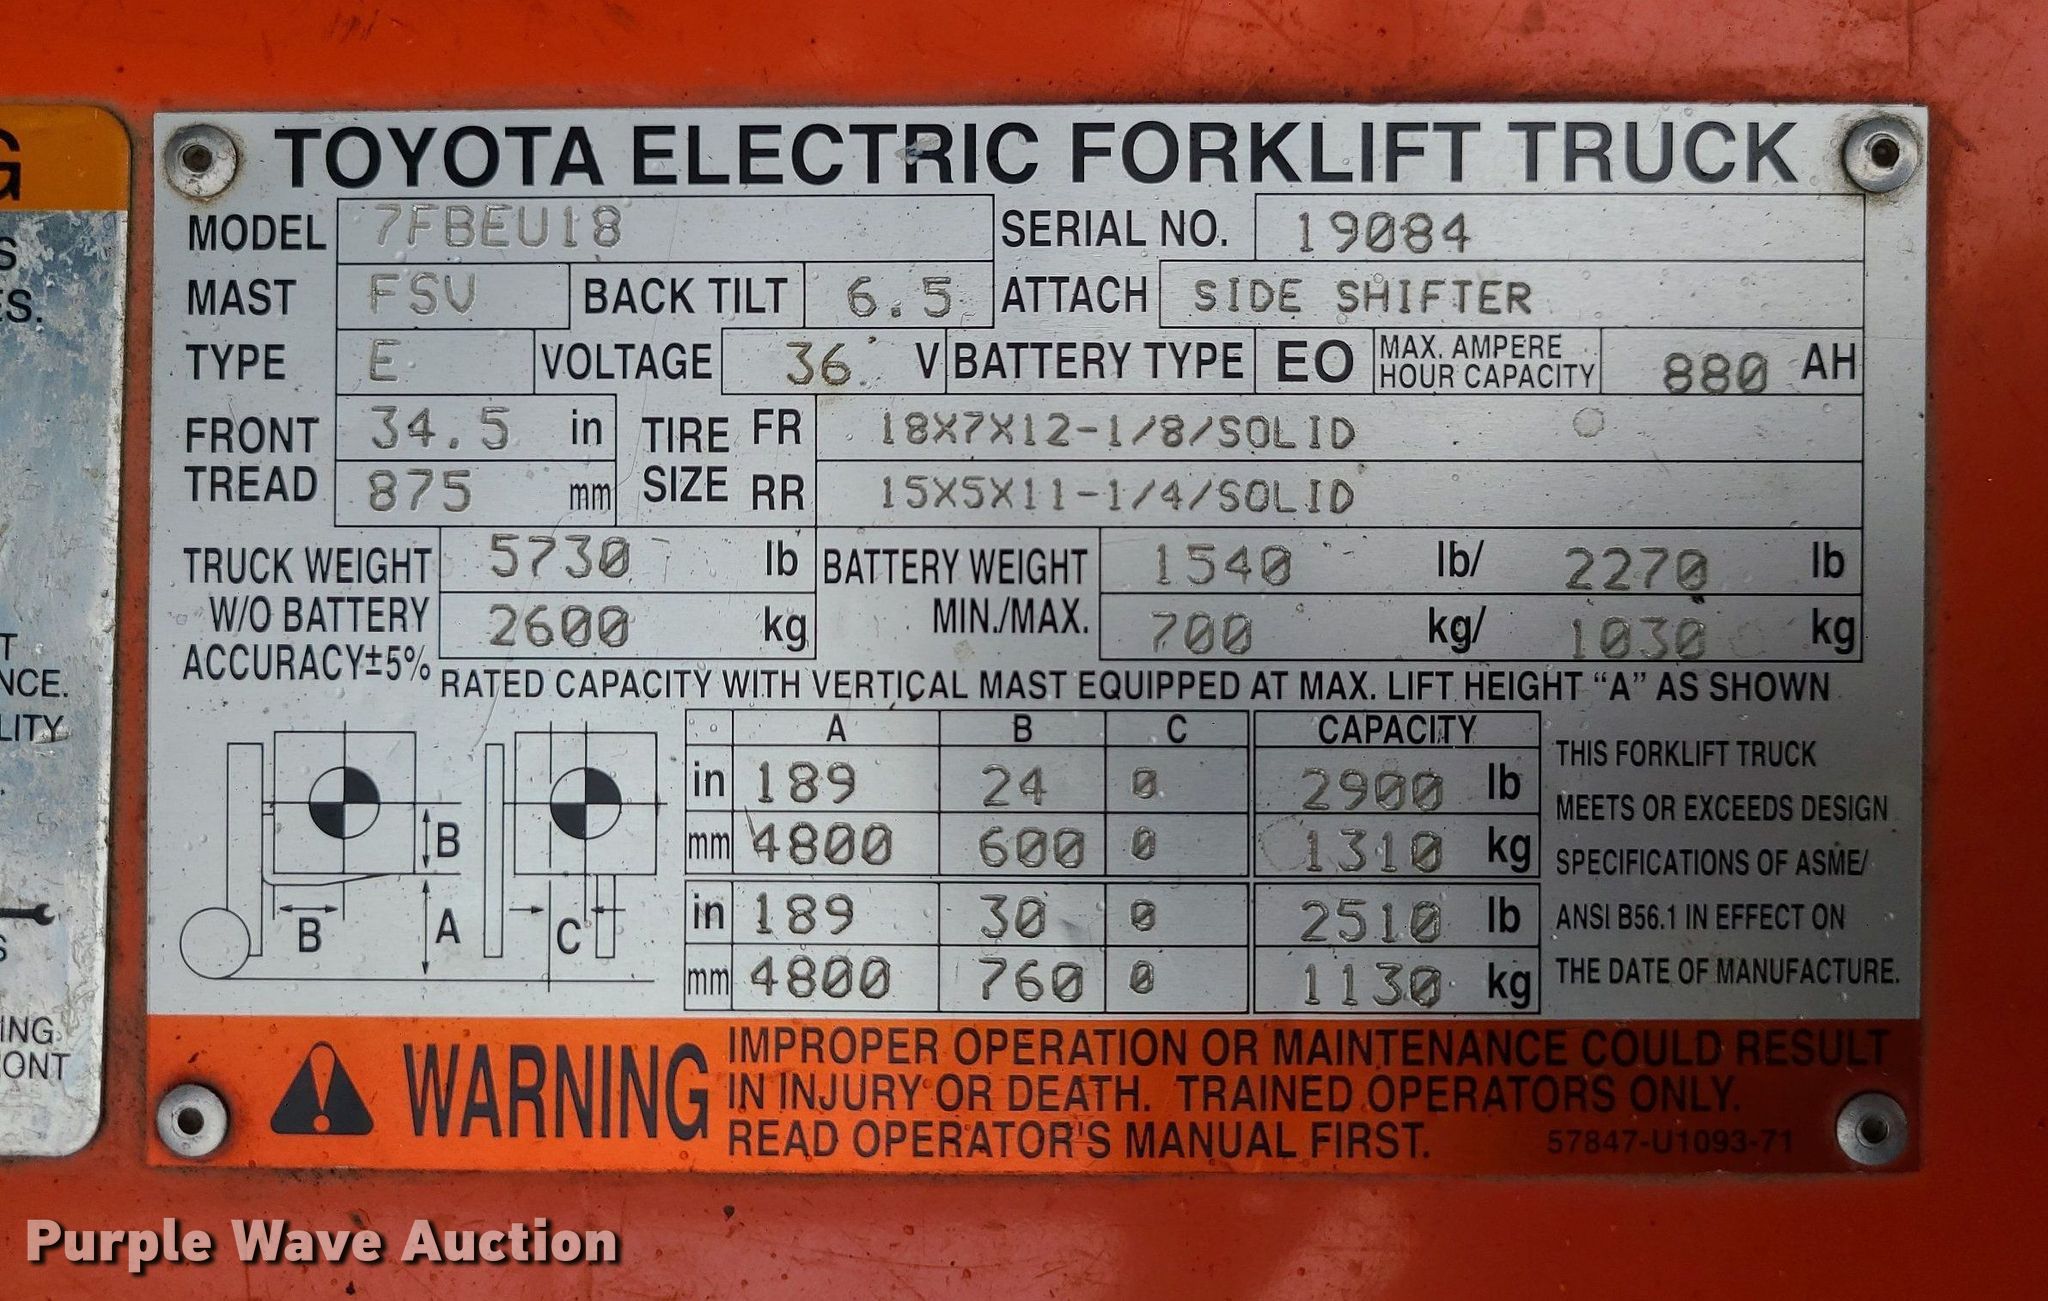 TOYOTA ELECTRIC FORKLIFT TRUCK
MODEL 7FBEU18 SERIAL NO. 19084
MAST FSV BACK TILT 6.5 ATTACH SIDE SHIFTER
TYPE E VOLTAGE 36 V BATTERY TYPE EO MAX. AMPERE HOUR CAPACITY 880 AH
FRONT TREAD 34.5 in TIRE SIZE FR 18X7X12-1/8/SOLID
875 mm RR 15X5X11-1/4/SOLID
TRUCK WEIGHT 5730 lb BATTERY WEIGHT 1540 lb/ 2270 lb
W/O BATTERY 2600 kg MIN./MAX. 700 kg/ 1030 kg
ACCURACY±5%
RATED CAPACITY WITH VERTICAL MAST EQUIPPED AT MAX. LIFT HEIGHT "A" AS SHOWN
A B C CAPACITY
in 189 24 0 2900 lb
mm 4800 600 0 1310 kg
in 189 30 0 2510 lb
mm 4800 760 0 1130 kg
B
B
A
C
THIS FORKLIFT TRUCK
MEETS OR EXCEEDS DESIGN
SPECIFICATIONS OF ASME/
ANSI B56.1 IN EFFECT ON
THE DATE OF MANUFACTURE.
WARNING
IMPROPER OPERATION OR MAINTENANCE COULD RESULT
IN INJURY OR DEATH. TRAINED OPERATORS ONLY.
READ OPERATOR'S MANUAL FIRST.
57847-U1093-71
Purple Wave Auction